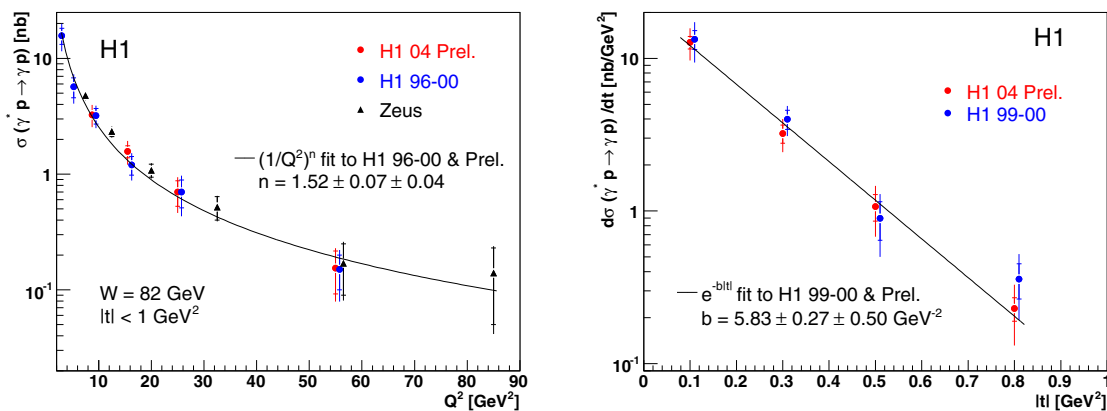 σ (γ* p → γ p) [nb]
10
1
10⁻¹
H1
H1 04 Prel.
H1 96-00
Zeus
(1/Q²)ⁿ fit to H1 96-00 & Prel.
n = 1.52 ± 0.07 ± 0.04
W = 82 GeV
|t| < 1 GeV²
10 20 30 40 50 60 70 80 90
Q² [GeV²]
dσ (γ* p → γ p) /dt [nb/GeV²]
10
1
10⁻¹
H1
H1 04 Prel.
H1 99-00
e⁻ᵇ|ᵗ| fit to H1 99-00 & Prel.
b = 5.83 ± 0.27 ± 0.50 GeV⁻²
0 0.1 0.2 0.3 0.4 0.5 0.6 0.7 0.8 0.9 1
|t| [GeV²]